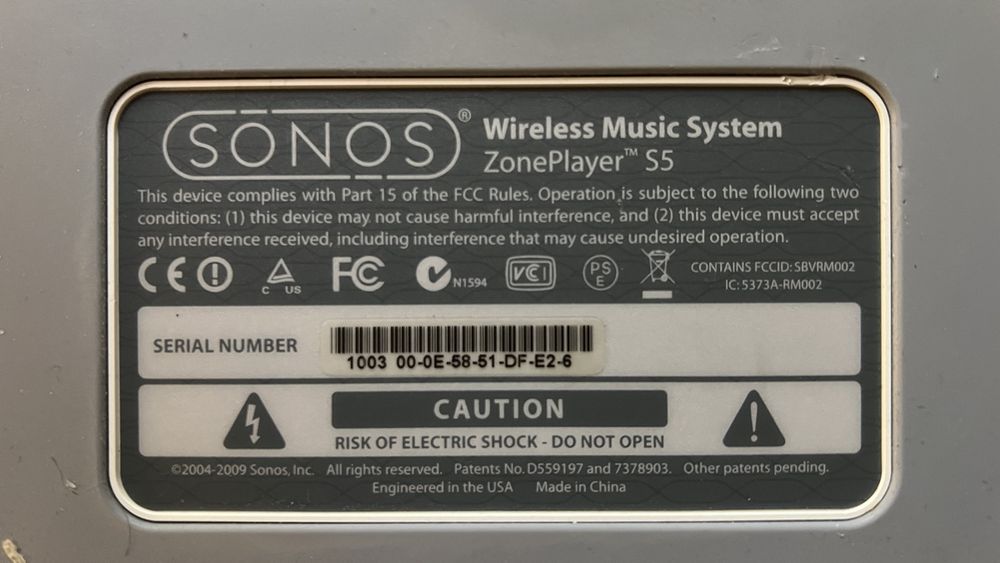 SONOS® Wireless Music System
ZonePlayer™ S5
This device complies with Part 15 of the FCC Rules. Operation is subject to the following two
conditions: (1) this device may not cause harmful interference, and (2) this device must accept
any interference received, including interference that may cause undesired operation.
CE C US FC N1594 VCI PSE CONTAINS FCCID: SBVRM002
IC: 5373A-RM002
SERIAL NUMBER
1003 00-0E-58-51-DF-E2-6
CAUTION
RISK OF ELECTRIC SHOCK - DO NOT OPEN
©2004-2009 Sonos, Inc. All rights reserved. Patents No. D559197 and 7378903. Other patents pending.
Engineered in the USA Made in China